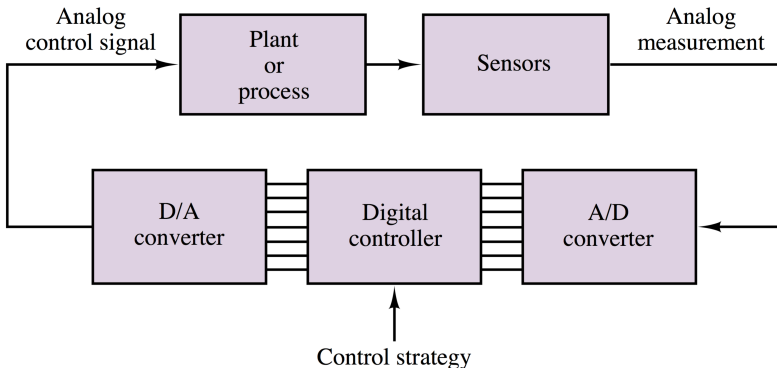 Analog
control signal
Plant
or
process
Sensors
Analog
measurement
D/A
converter
Digital
controller
A/D
converter
Control strategy